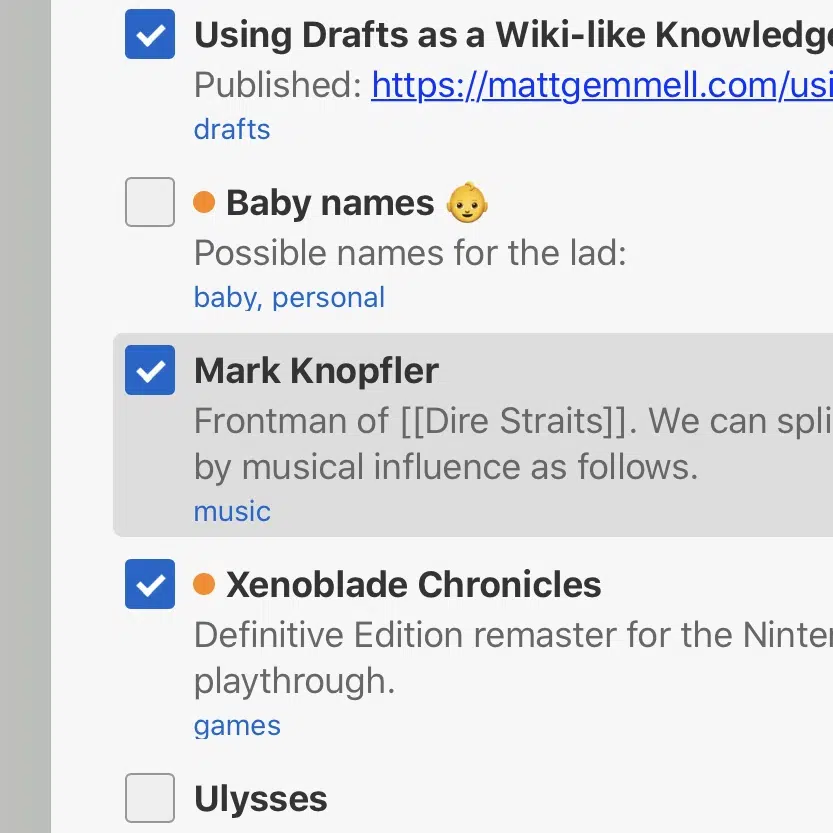 Using Drafts as a Wiki-like Knowledge
Published: https://mattgemmell.com/usi
drafts
Baby names 👶
Possible names for the lad:
baby, personal
Mark Knopfler
Frontman of [[Dire Straits]]. We can spli
by musical influence as follows.
music
Xenoblade Chronicles
Definitive Edition remaster for the Ninten
playthrough.
games
Ulysses